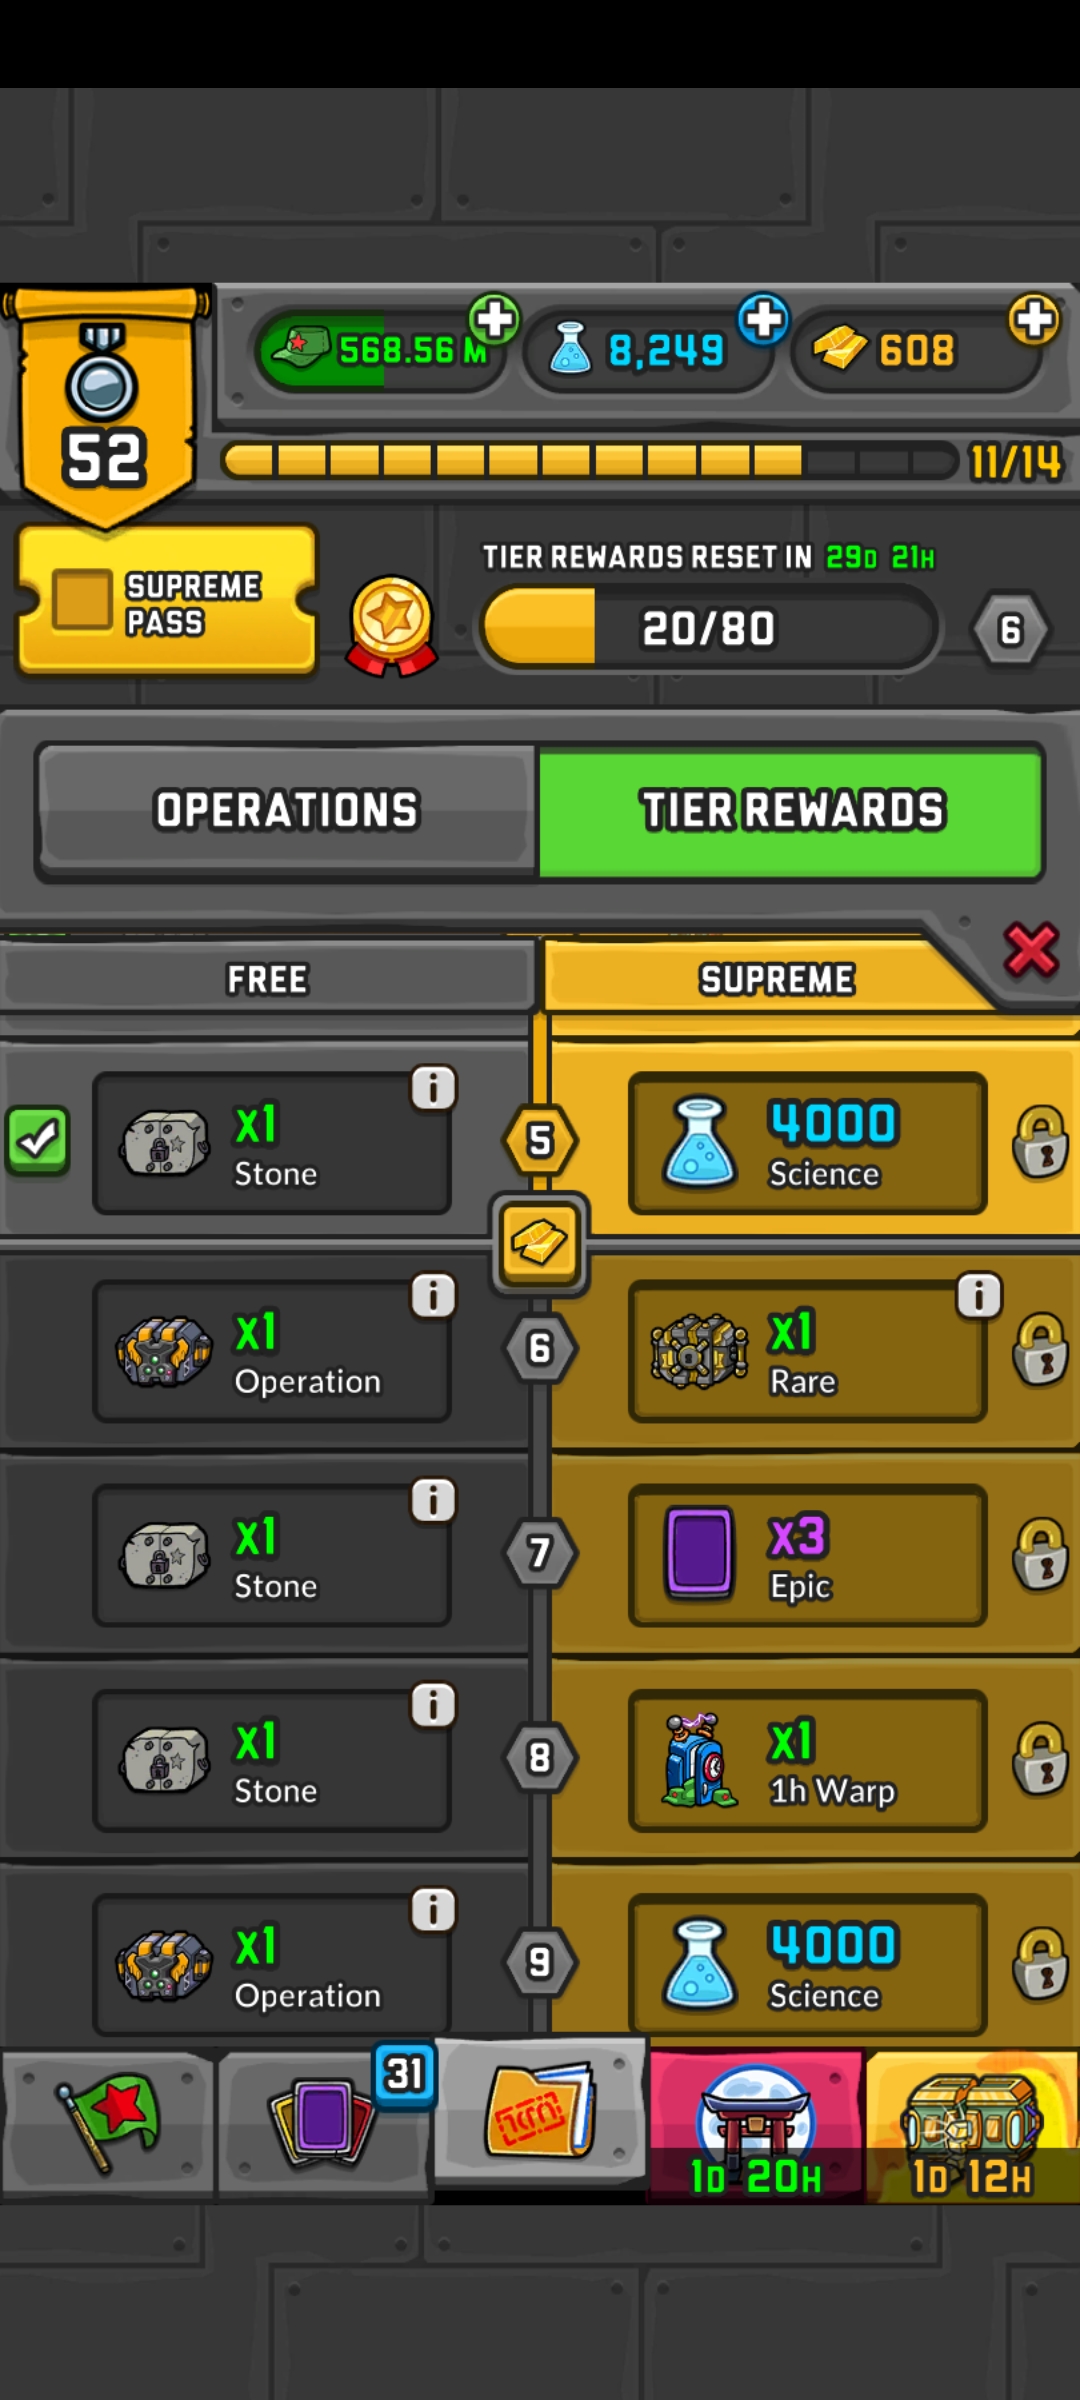 568.56 M
8,249
608
52
11/14
SUPREME
PASS
TIER REWARDS RESET IN 29D 21H
20/80
6
OPERATIONS
TIER REWARDS
FREE
SUPREME
x1
Stone
5
4000
Science
x1
Operation
6
x1
Rare
x1
Stone
7
x3
Epic
x1
Stone
8
x1
1h Warp
x1
Operation
9
4000
Science
31
1D 20H
1D 12H